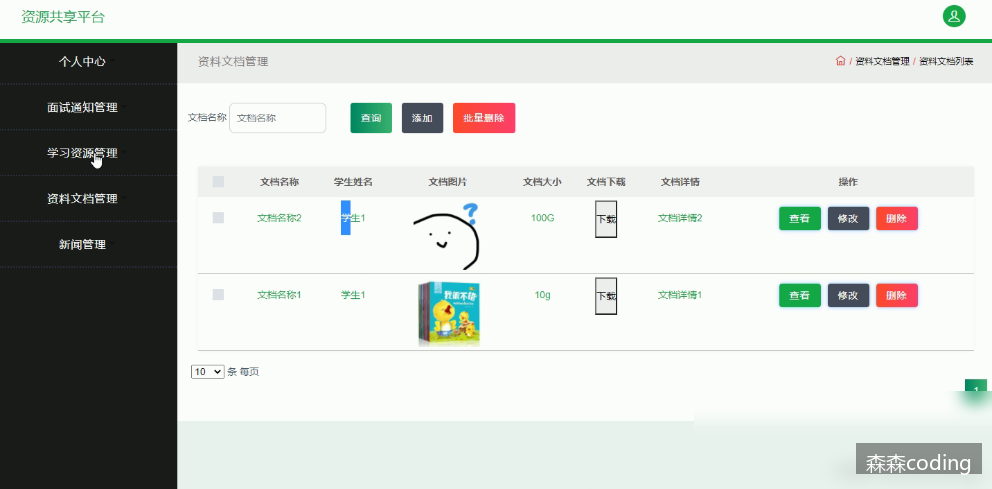 资源共享平台
个人中心
面试通知管理
学习资源管理
资料文档管理
新闻管理
资料文档管理
/ 资料文档管理 / 资料文档列表
文档名称 文档名称 查询 添加 批量删除
文档名称 学生姓名 文档图片 文档大小 文档下载 文档详情 操作
文档名称2 学生1 100G 下载 文档详情2 查看 修改 删除
文档名称1 学生1 10g 下载 文档详情1 查看 修改 删除
10 条 每页
1
森森coding